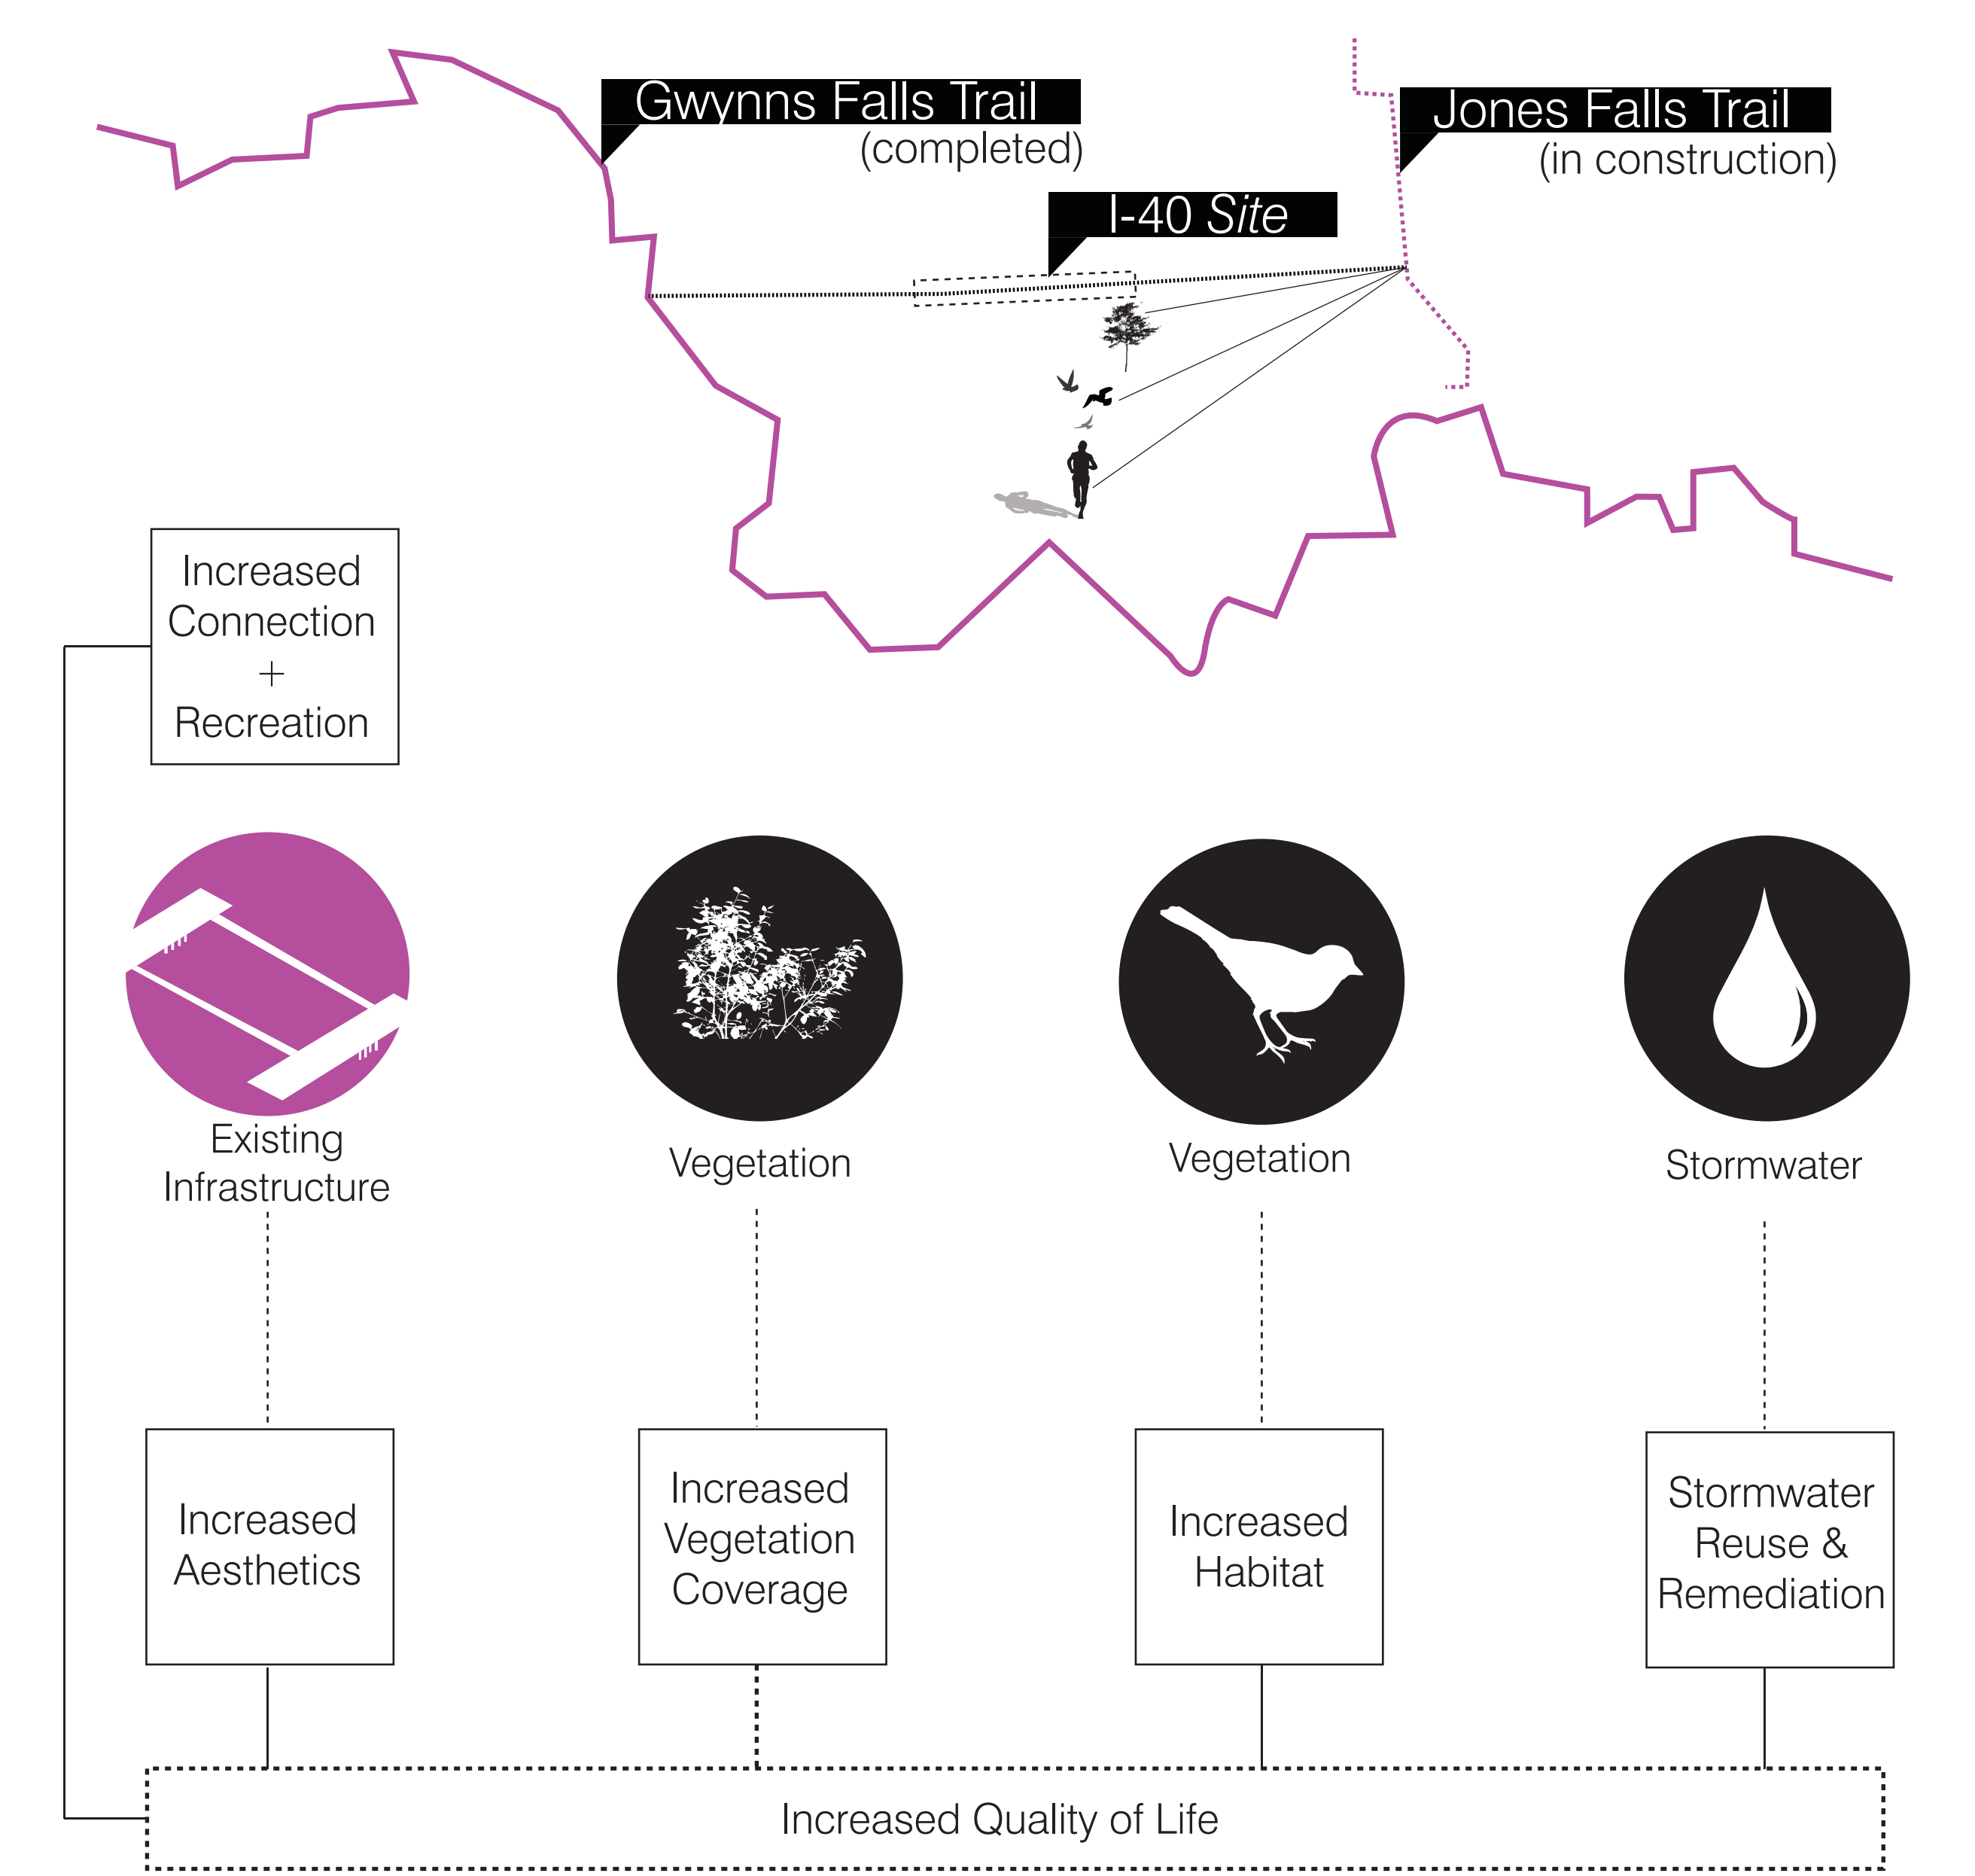 Gwynns Falls Trail
(completed)
Jones Falls Trail
(in construction)
I-40 Site
Increased
Connection
+
Recreation
Existing
Infrastructure
Vegetation
Vegetation
Stormwater
Increased
Aesthetics
Increased
Vegetation
Coverage
Increased
Habitat
Stormwater
Reuse &
Remediation
Increased Quality of Life